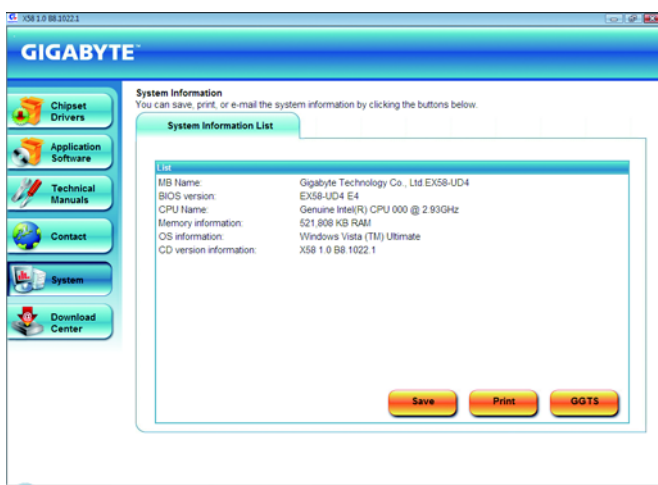 X58 1.0 B8.1022.1
GIGABYTE™
System Information
You can save, print, or e-mail the system information by clicking the buttons below.
System Information List
Chipset
Drivers
Application
Software
Technical
Manuals
Contact
System
Download
Center
List
MB Name: Gigabyte Technology Co., Ltd.EX58-UD4
BIOS version: EX58-UD4 E4
CPU Name: Genuine Intel(R) CPU 000 @ 2.93GHz
Memory information: 521,808 KB RAM
OS information: Windows Vista (TM) Ultimate
CD version information: X58 1.0 B8.1022.1
Save Print GGTS